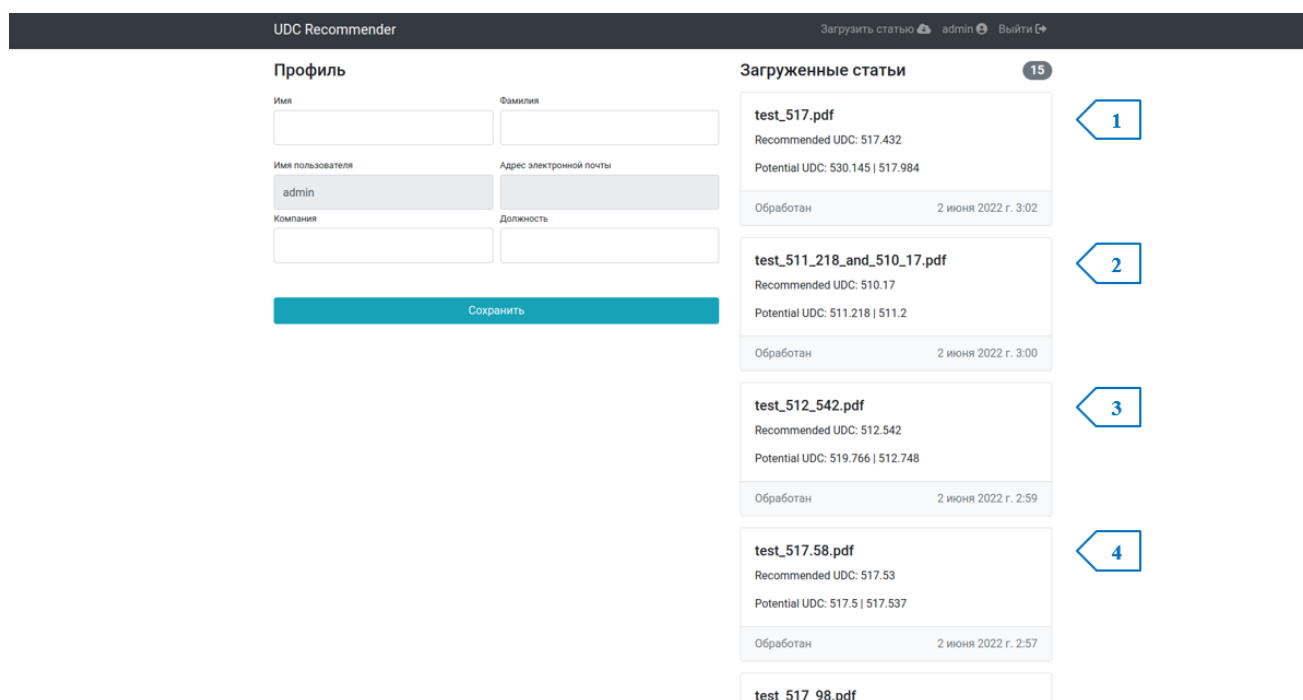 UDC Recommender
Загрузить статью admin Выйти
Профиль
Имя
Фамилия
Имя пользователя
Адрес электронной почты
admin
Компания
Должность
Сохранить
Загруженные статьи 15
test_517.pdf
Recommended UDC: 517.432
Potential UDC: 530.145 | 517.984
Обработан 2 июня 2022 г. 3:02
1
test_511_218_and_510_17.pdf
Recommended UDC: 510.17
Potential UDC: 511.218 | 511.2
Обработан 2 июня 2022 г. 3:00
2
test_512_542.pdf
Recommended UDC: 512.542
Potential UDC: 519.766 | 512.748
Обработан 2 июня 2022 г. 2:59
3
test_517.58.pdf
Recommended UDC: 517.53
Potential UDC: 517.5 | 517.537
Обработан 2 июня 2022 г. 2:57
4
test_517_98.pdf